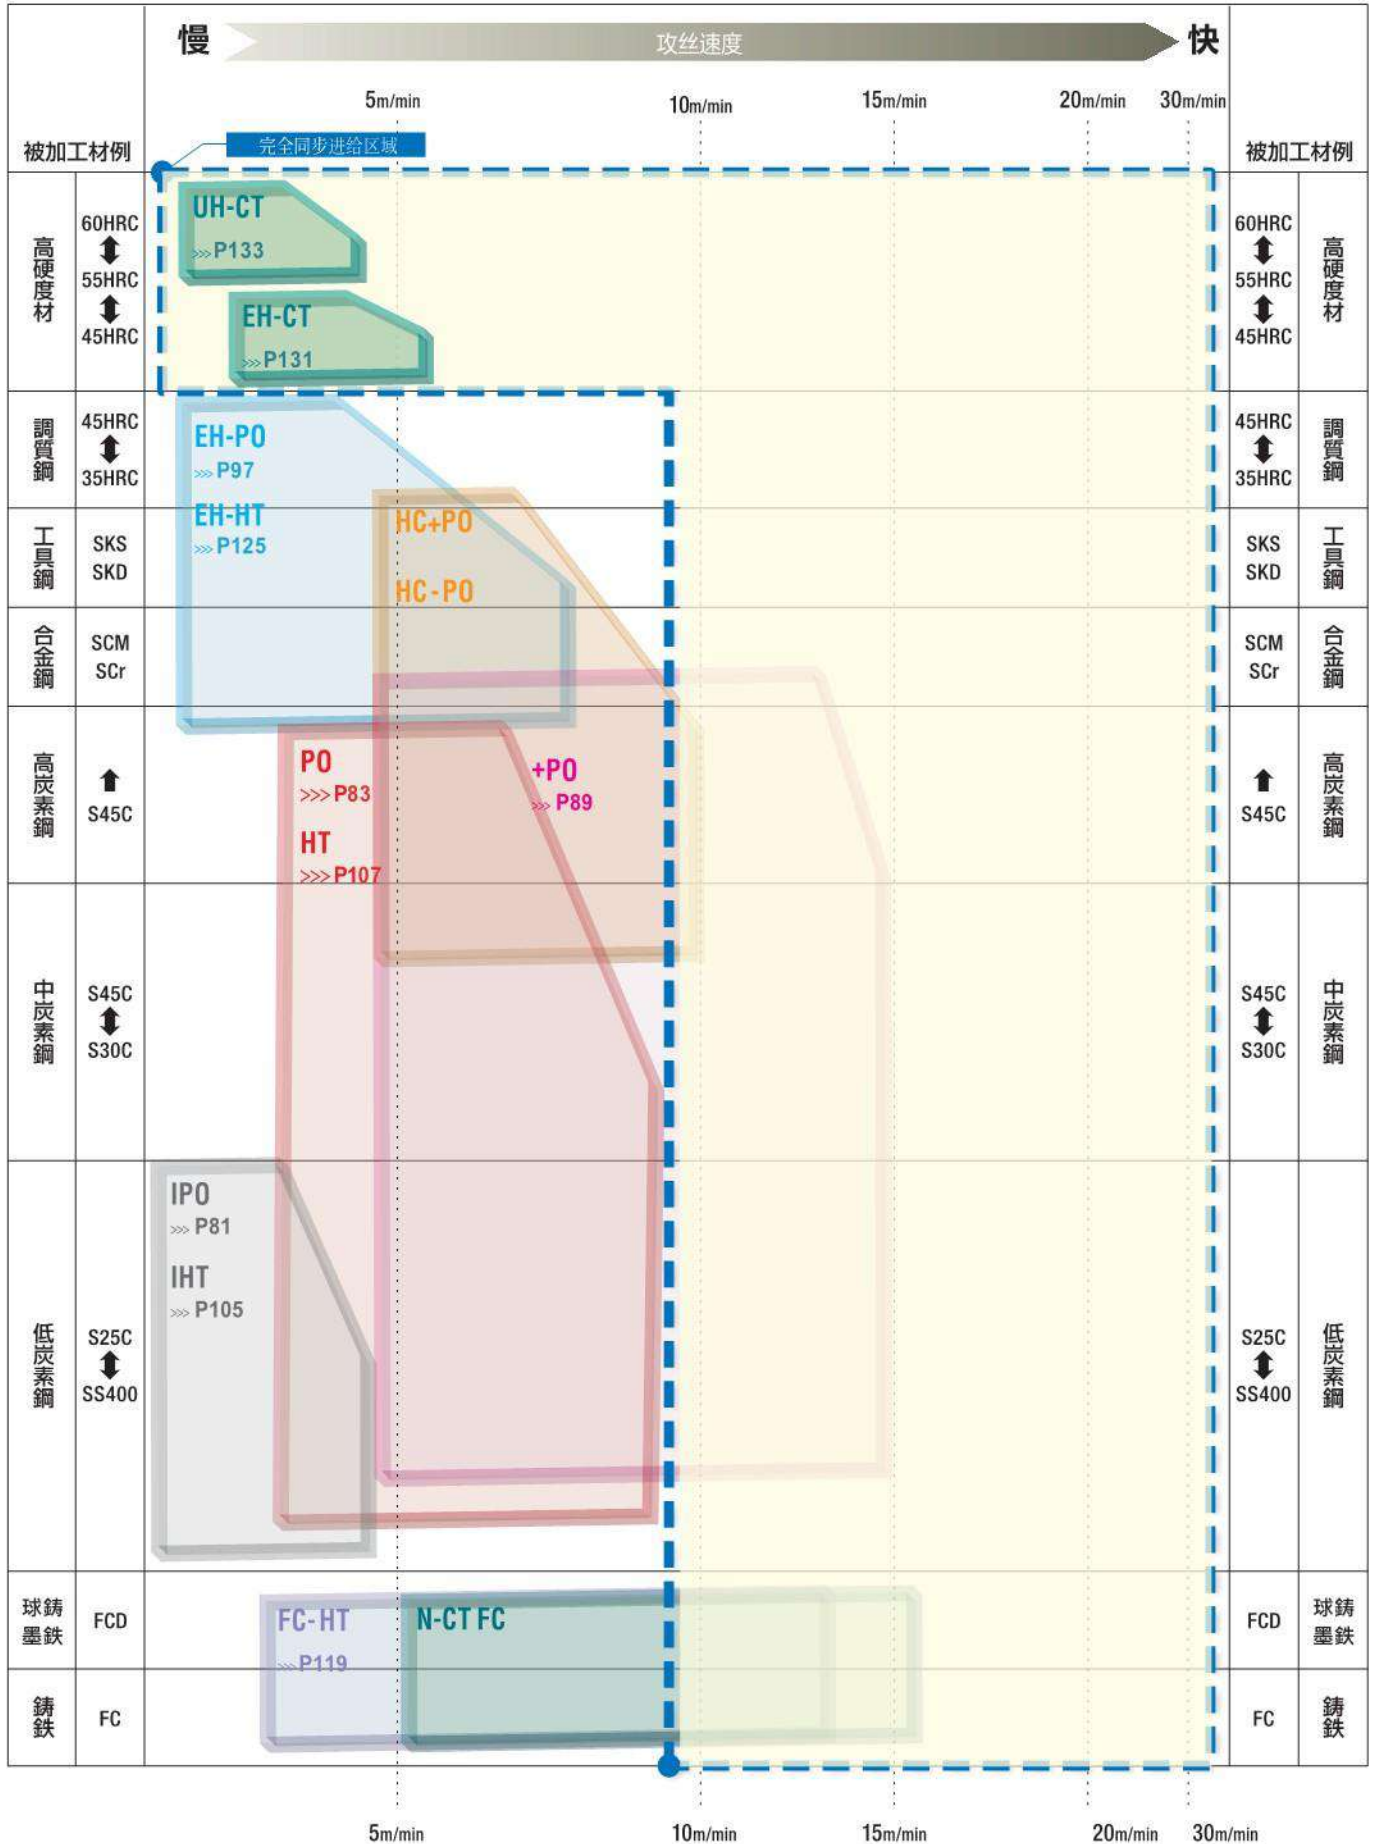 慢
攻丝速度
快
5m/min
10m/min
15m/min
20m/min
30m/min
被加工材例
完全同步进给区域
被加工材例
高硬度材
60HRC
55HRC
45HRC
UH-CT
>>>P133
EH-CT
>>>P131
60HRC
55HRC
45HRC
高硬度材
調質鋼
45HRC
35HRC
EH-PO
>>>P97
45HRC
35HRC
調質鋼
工具鋼
SKS
SKD
EH-HT
>>>P125
HC+PO
HC-PO
SKS
SKD
工具鋼
合金鋼
SCM
SCr
SCM
SCr
合金鋼
高炭素鋼
S45C
PO
>>>P83
HT
>>>P107
+PO
>>>P89
S45C
高炭素鋼
中炭素鋼
S45C
S30C
S45C
S30C
中炭素鋼
低炭素鋼
S25C
SS400
IPO
>>>P81
IHT
>>>P105
S25C
SS400
低炭素鋼
球鋳
墨鉄
FCD
FC-HT
>>>P119
N-CT FC
FCD
球鋳
墨鉄
鋳鉄
FC
FC
鋳鉄
5m/min
10m/min
15m/min
20m/min
30m/min